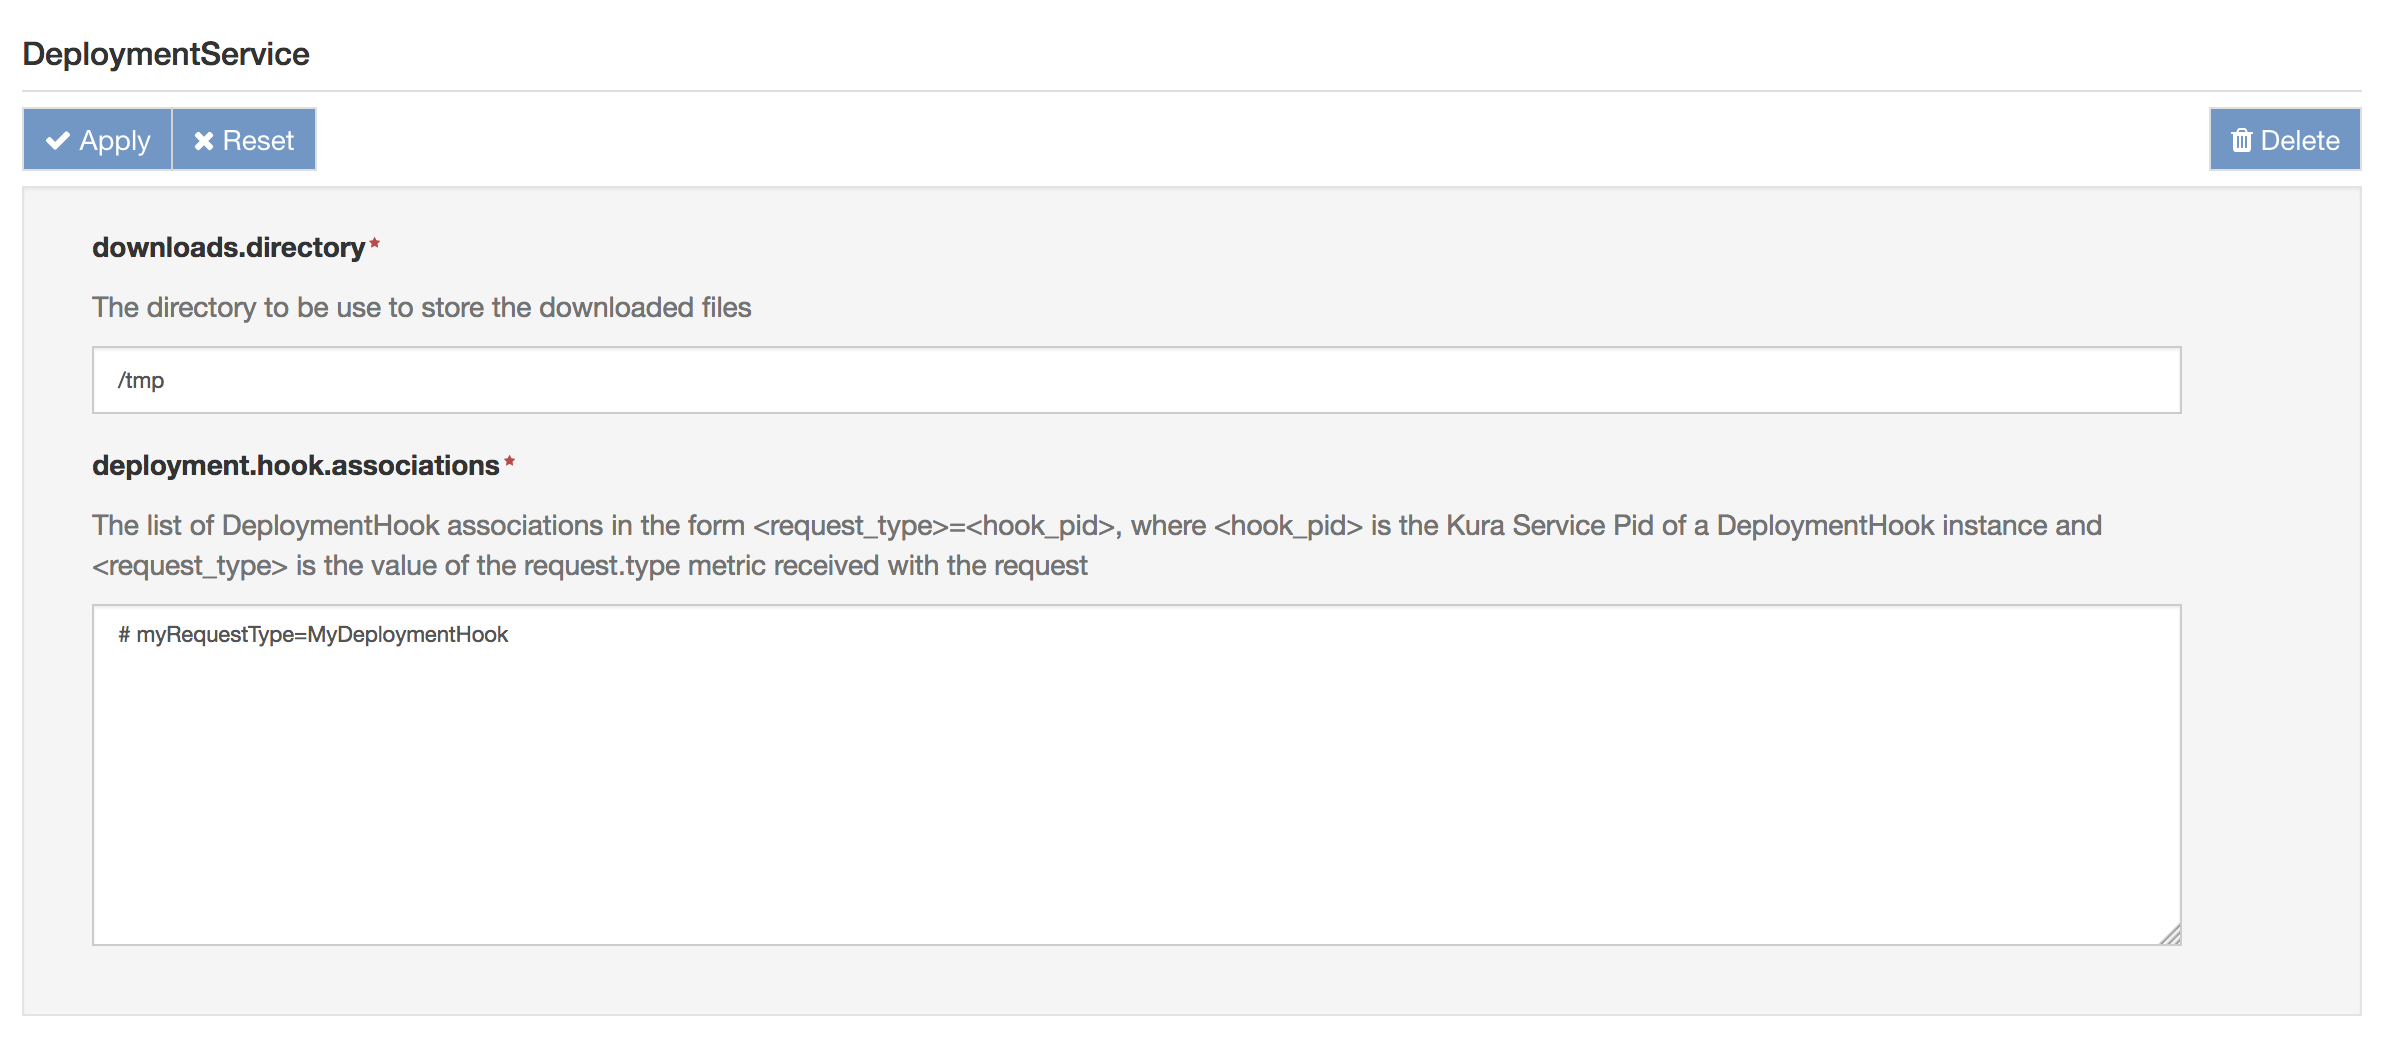 DeploymentService
Apply
Reset
Delete
downloads.directory*
The directory to be use to store the downloaded files
/tmp
deployment.hook.associations*
The list of DeploymentHook associations in the form <request_type>=<hook_pid>, where <hook_pid> is the Kura Service Pid of a DeploymentHook instance and
<request_type> is the value of the request.type metric received with the request
# myRequestType=MyDeploymentHook